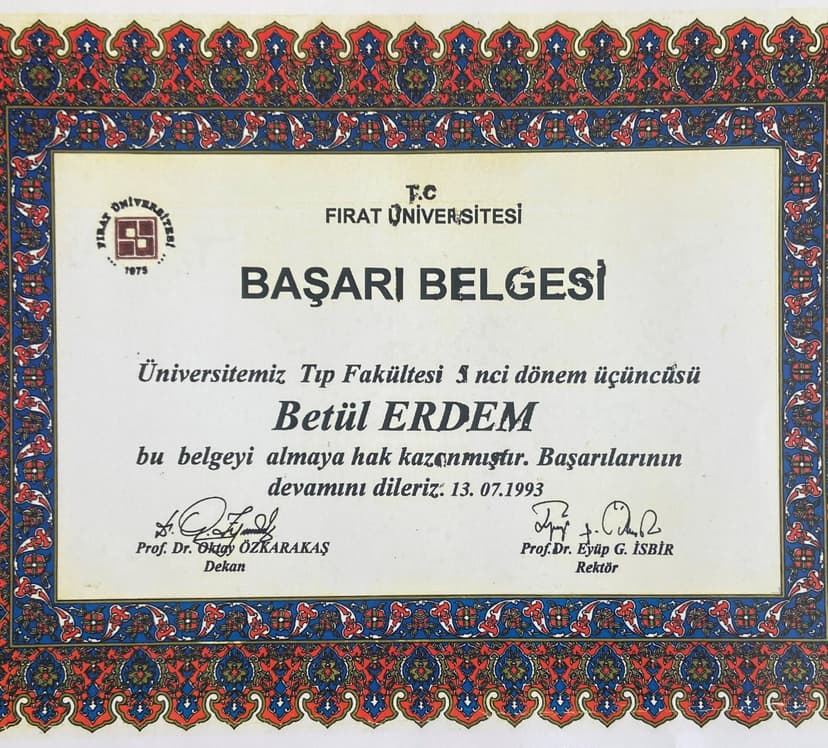 FIRAT ÜNİVERSİTESİ
1975
T.C
FIRAT ÜNİVERSİTESİ
BAŞARI BELGESİ
Üniversitemiz Tıp Fakültesi 5 nci dönem üçüncüsü
Betül ERDEM
bu belgeyi almaya hak kazanmıştır. Başarılarının
devamını dileriz. 13. 07.1993
Prof. Dr. Oktay ÖZKARAKAŞ
Dekan
Prof.Dr. Eyüp G. İSBİR
Rektör